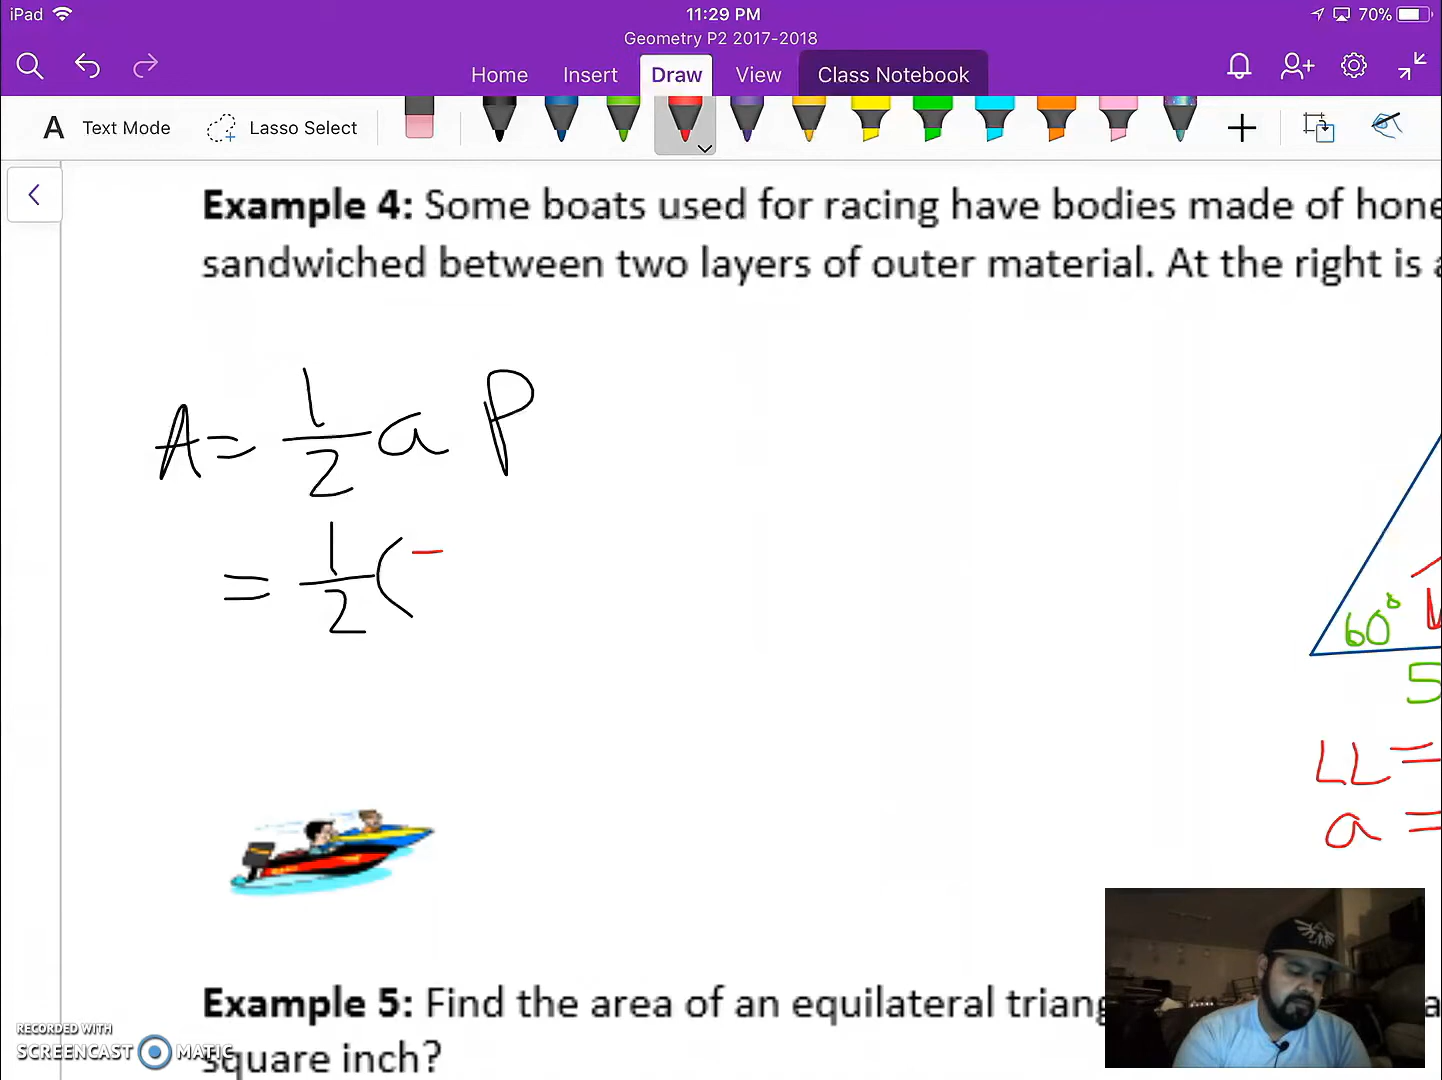 iPad 11:29 PM 70%
Geometry P2 2017-2018
Home Insert Draw View Class Notebook
A Text Mode Lasso Select
Example 4: Some boats used for racing have bodies made of hone
sandwiched between two layers of outer material. At the right is a
A = 1/2 a P
= 1/2 (
60°
5
LL =
a =
Example 5: Find the area of an equilateral triang
square inch?
RECORDED WITH
SCREENCAST MATIC